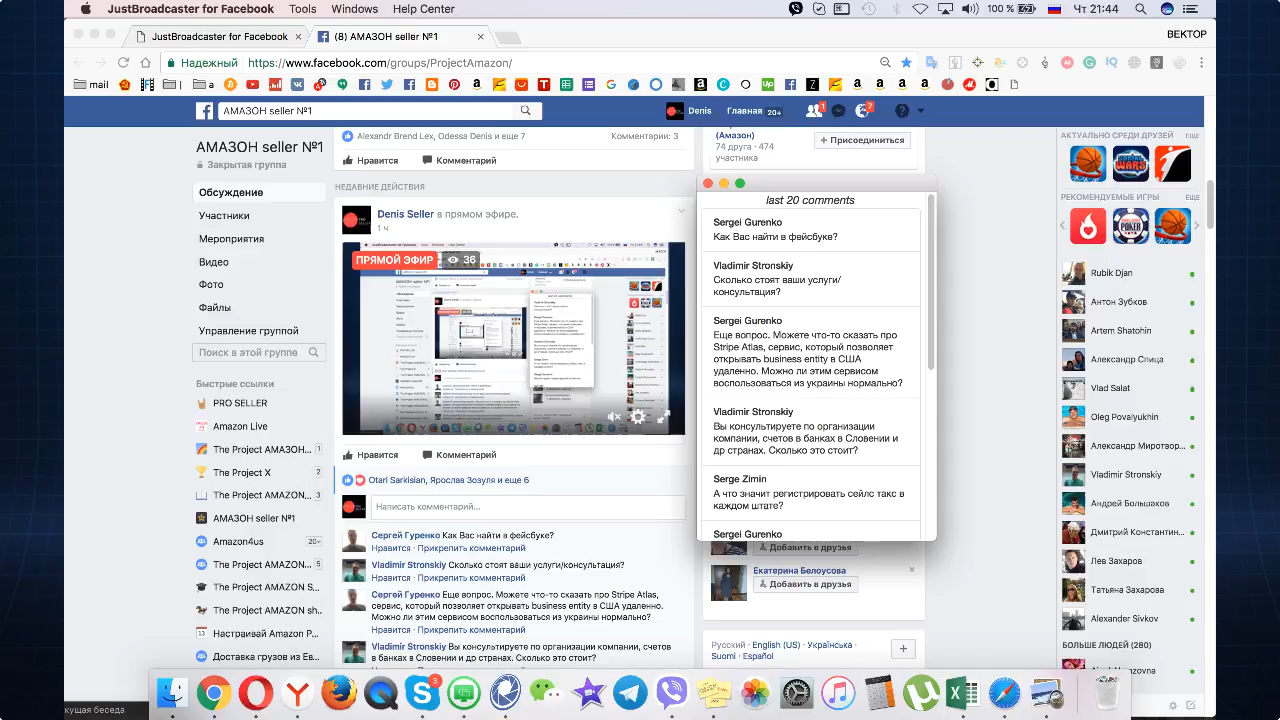 JustBroadcaster for Facebook Tools Windows Help Center
100 % Чт 21:44
JustBroadcaster for Facebook × (8) АМАЗОН seller №1 ×
ВЕКТОР
Надежный https://www.facebook.com/groups/ProjectAmazon/
mail
АМАЗОН seller №1
Denis Главная 20+ 1 7
АМАЗОН seller №1
Закрытая группа
Обсуждение
Участники
Мероприятия
Видео
Фото
Файлы
Управление группой
Поиск в этой группе
Быстрые ссылки
PRO SELLER
Amazon Live
The Project АМАЗОН... 1
The Project X 2
The Project AMAZON... 3
АМАЗОН seller №1
Amazon4us 20+
The Project AMAZON... 5
The Project AMAZON S...
The Project AMAZON sh...
Настраивай Amazon P...
Доставка грузов из Ев...
Alexandr Brend Lex, Odessa Denis и ещe 7
Комментарии: 3
Нравится Комментарий
НЕДАВНИЕ ДЕЙСТВИЯ
Denis Seller в прямом эфире.
1 ч
ПРЯМОЙ ЭФИР 36
Нравится Комментарий
Otari Sarkisian, Ярослав Зозуля и еще 6
Написать комментарий...
Сергей Гуренко Как Вас найти в фейсбуке?
Нравится · Прикрепить комментарий
Vladimir Stronskiy Сколько стоят ваши услуги/консультация?
Нравится · Прикрепить комментарий
Сергей Гуренко Еще вопрос. Можете что-то сказать про Stripe Atlas,
сервис, который позволяет открывать business entity в США удаленно.
Можно ли этим сервисом воспользоваться из украины нормально?
Нравится · Прикрепить комментарий
Vladimir Stronskiy Вы консультируете по организации компании, счетов
в банках в Словении и др странах. Сколько это стоит?
(Амазон)
74 друга · 474
участника
+ Присоединиться
last 20 comments
Sergei Gurenko
Как Вас найти в фейсбуке?
Vladimir Stronskiy
Сколько стоят ваши услуги/
консультация?
Sergei Gurenko
Еще вопрос. Можете что-то сказать про
Stripe Atlas, сервис, который позволяет
открывать business entity в США
удаленно. Можно ли этим сервисом
воспользоваться из украины нормально?
Vladimir Stronskiy
Вы консультируете по организации
компании, счетов в банках в Словении и
др странах. Сколько это стоит?
Serge Zimin
А что значит регистрировать сейлс такс в
каждом штате?
Sergei Gurenko
Добавить в друзья
Екатерина Белоусова
Добавить в друзья
Русский · English (US) · Українська ·
Suomi · Español
АКТУАЛЬНО СРЕДИ ДРУЗЕЙ ЕЩЕ
РЕКОМЕНДУЕМЫЕ ИГРЫ ЕЩЕ
Rubik Djan
Антон Зубков
Artem Shatohin
Александр Спица
Vlad Salat
Oleg Povalyukhin
Александр Миротвор...
Vladimir Stronskiy
Андрей Большаков
Дмитрий Константин...
Лев Захаров
Татьяна Захарова
Alexander Sivkov
БОЛЬШЕ ЛЮДЕЙ (280)
3
кущая беседа